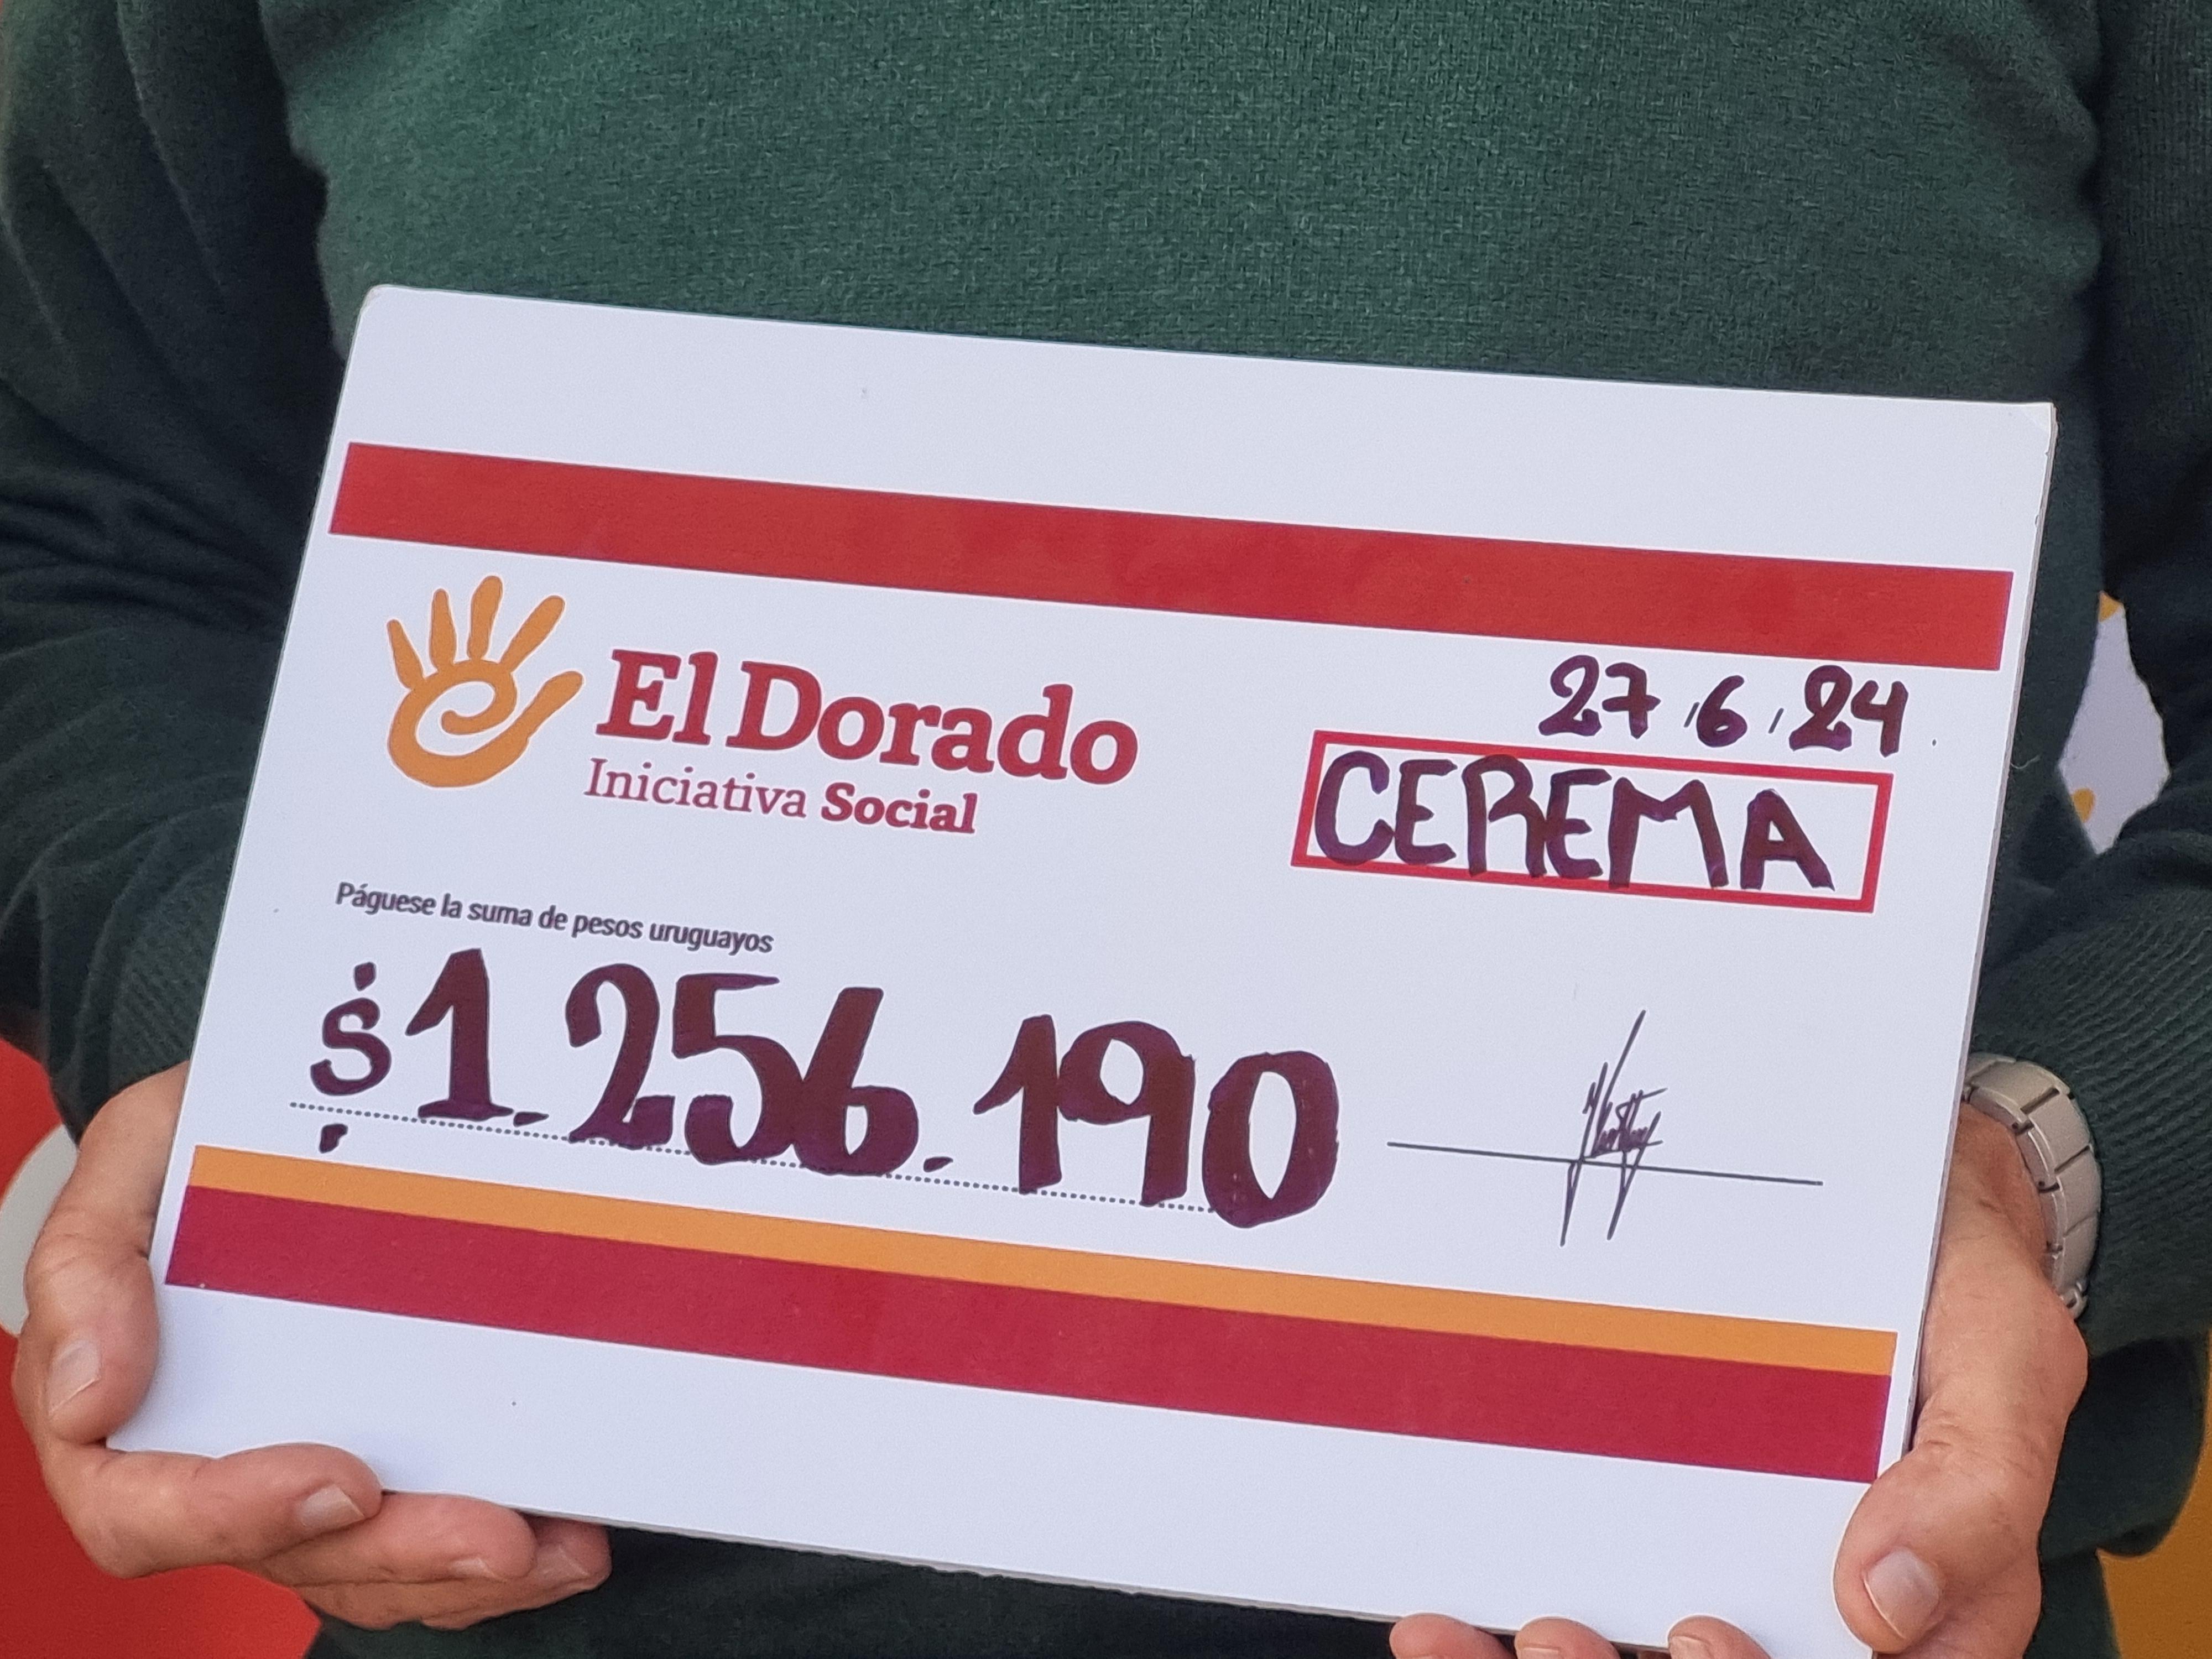 27/6/24
El Dorado
Iniciativa Social
CEREMA
Páguese la suma de pesos uruguayos
$1.256.190